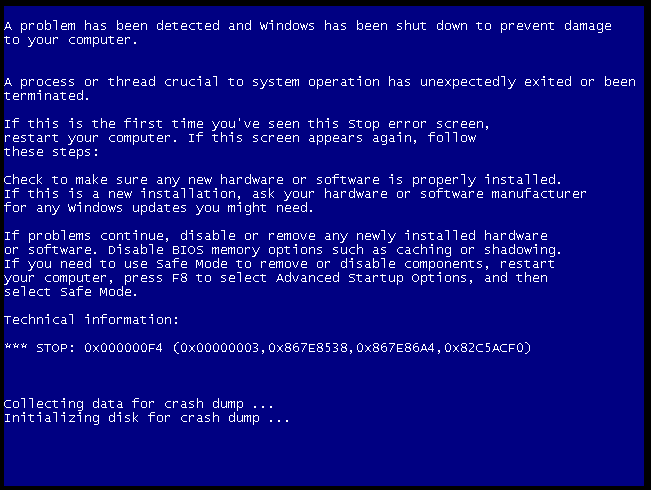 A problem has been detected and Windows has been shut down to prevent damage
to your computer.
A process or thread crucial to system operation has unexpectedly exited or been
terminated.
If this is the first time you've seen this Stop error screen,
restart your computer. If this screen appears again, follow
these steps:
Check to make sure any new hardware or software is properly installed.
If this is a new installation, ask your hardware or software manufacturer
for any Windows updates you might need.
If problems continue, disable or remove any newly installed hardware
or software. Disable BIOS memory options such as caching or shadowing.
If you need to use Safe Mode to remove or disable components, restart
your computer, press F8 to select Advanced Startup Options, and then
select Safe Mode.
Technical information:
*** STOP: 0x000000F4 (0x00000003,0x867E8538,0x867E86A4,0x82C5ACF0)
Collecting data for crash dump ...
Initializing disk for crash dump ...